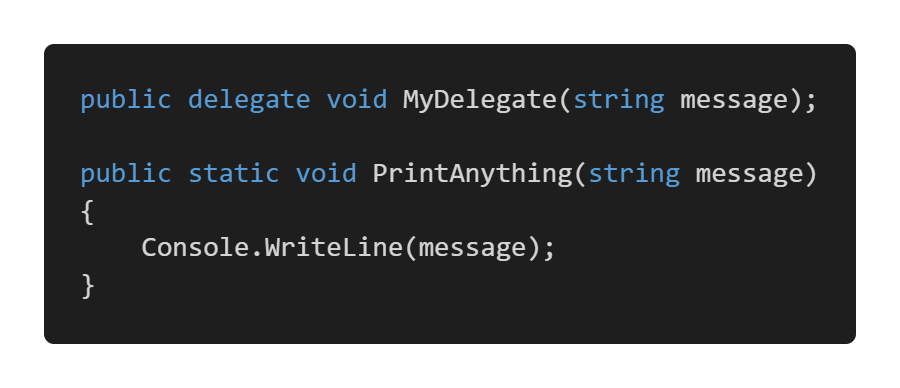 public delegate void MyDelegate(string message);
public static void PrintAnything(string message)
{
    Console.WriteLine(message);
}